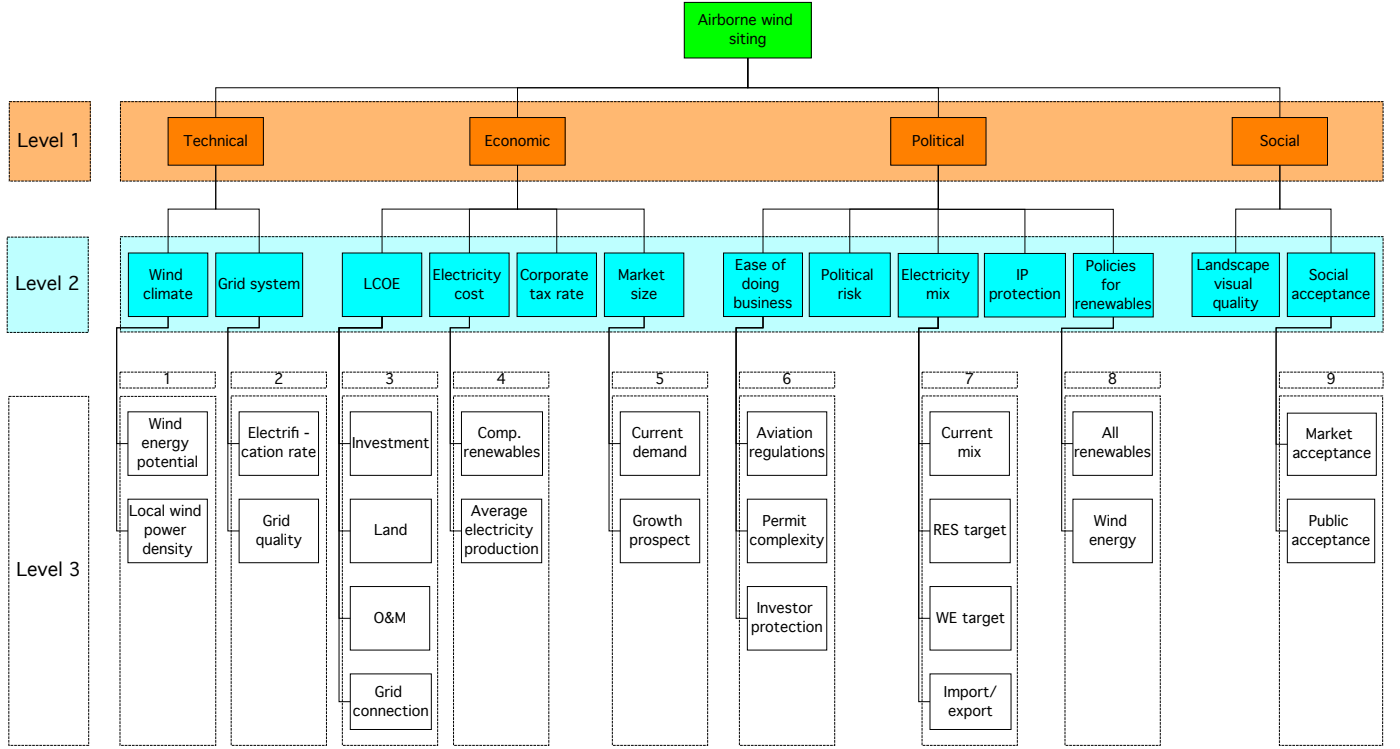 Airborne wind
siting
Level 1
Technical
Economic
Political
Social
Level 2
Wind
climate
Grid system
LCOE
Electricity
cost
Corporate
tax rate
Market
size
Ease of
doing
business
Political
risk
Electricity
mix
IP
protection
Policies
for
renewables
Landscape
visual
quality
Social
acceptance
1
2
3
4
5
6
7
8
9
Level 3
Wind
energy
potential
Local wind
power
density
Electrifi -
cation rate
Grid
quality
Investment
Land
O&M
Grid
connection
Comp.
renewables
Average
electricity
production
Current
demand
Growth
prospect
Aviation
regulations
Permit
complexity
Investor
protection
Current
mix
RES target
WE target
Import/
export
All
renewables
Wind
energy
Market
acceptance
Public
acceptance